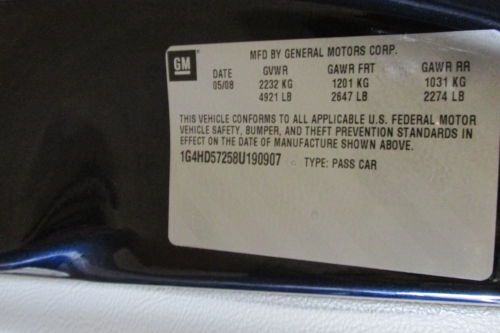 GM
MFD BY GENERAL MOTORS CORP.
DATE GVWR GAWR FRT GAWR RR
05/08 2232 KG 1201 KG 1031 KG
4921 LB 2647 LB 2274 LB
THIS VEHICLE CONFORMS TO ALL APPLICABLE U.S. FEDERAL MOTOR
VEHICLE SAFETY, BUMPER, AND THEFT PREVENTION STANDARDS IN
EFFECT ON THE DATE OF MANUFACTURE SHOWN ABOVE.
1G4HD57258U190907 TYPE: PASS CAR